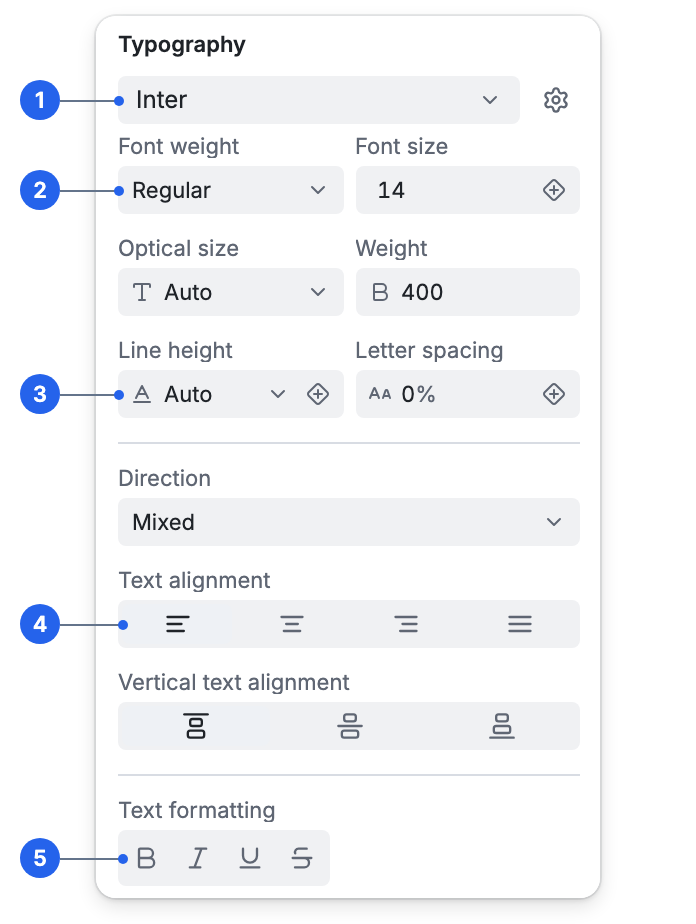 Typography
1 Inter
Font weight Font size
2 Regular 14
Optical size Weight
Auto 400
Line height Letter spacing
3 Auto 0%
Direction
Mixed
Text alignment
4
Vertical text alignment
Text formatting
5 B I U S